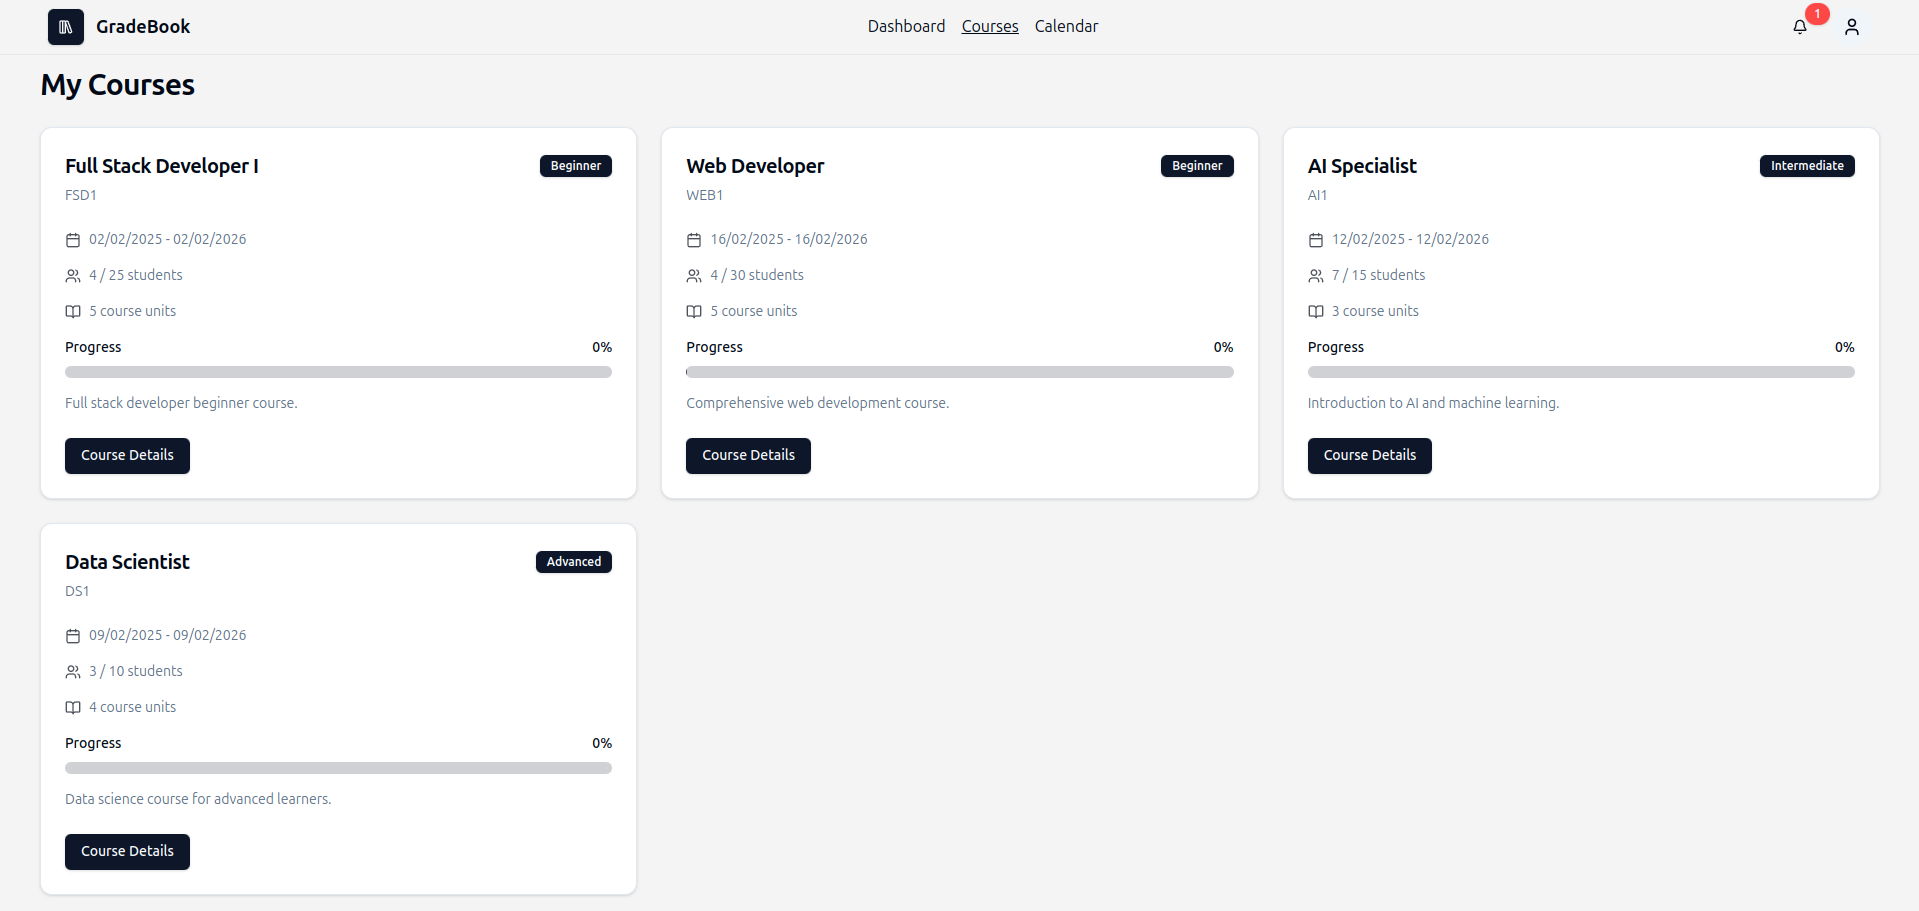 GradeBook
Dashboard Courses Calendar
1
My Courses
Full Stack Developer I
Beginner
FSD1
02/02/2025 - 02/02/2026
4 / 25 students
5 course units
Progress 0%
Full stack developer beginner course.
Course Details
Web Developer
Beginner
WEB1
16/02/2025 - 16/02/2026
4 / 30 students
5 course units
Progress 0%
Comprehensive web development course.
Course Details
AI Specialist
Intermediate
AI1
12/02/2025 - 12/02/2026
7 / 15 students
3 course units
Progress 0%
Introduction to AI and machine learning.
Course Details
Data Scientist
Advanced
DS1
09/02/2025 - 09/02/2026
3 / 10 students
4 course units
Progress 0%
Data science course for advanced learners.
Course Details